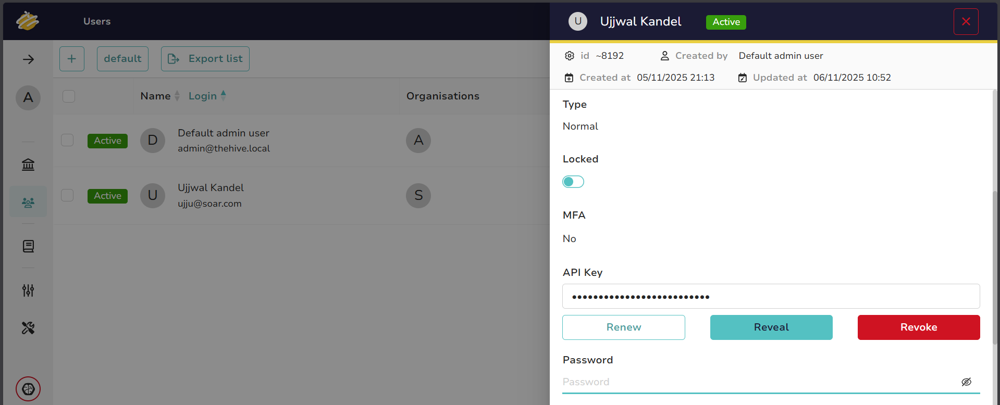 Users
+ default Export list
A
Name Login Organisations
Active D Default admin user A
admin@thehive.local
Active U Ujjwal Kandel S
ujju@soar.com
U Ujjwal Kandel Active
id ~8192 Created by Default admin user
Created at 05/11/2025 21:13 Updated at 06/11/2025 10:52
Type
Normal
Locked
MFA
No
API Key
••••••••••••••••••••••••••
Renew Reveal Revoke
Password
Password